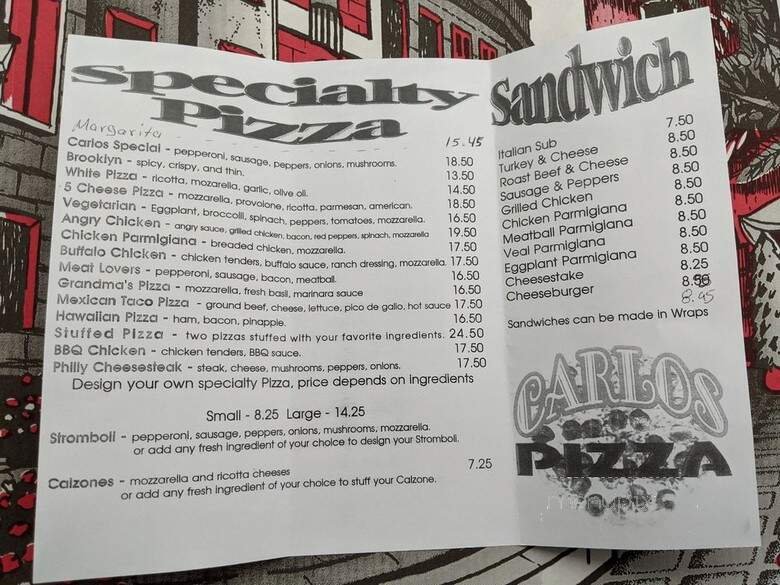 Specialty
Pizza
Margarita 15.45
Carlos Special - pepperoni, sausage, peppers, onions, mushrooms. 18.50
Brooklyn - spicy, crispy, and thin. 13.50
White Pizza - ricotta, mozarella, garlic, olive oil. 14.50
5 Cheese Pizza - mozzarella, provolone, ricotta, parmesan, american. 18.50
Vegetarian - Eggplant, broccolli, spinach, peppers, tomatoes, mozzarella. 16.50
Angry Chicken - angry sauce, grilled chicken, bacon, red peppers, spinach, mozzarella 19.50
Chicken Parmigiana - breaded chicken, mozzarella. 17.50
Buffalo Chicken - chicken tenders, buffalo sauce, ranch dressing, mozzarella. 17.50
Meat Lovers - pepperoni, sausage, bacon, meatball. 16.50
Grandma's Pizza - mozzarella, fresh basil, marinara sauce 16.50
Mexican Taco Pizza - ground beef, cheese, lettuce, pico de gallo, hot sauce 17.50
Hawaiian Pizza - ham, bacon, pinapple. 16.50
Stuffed Pizza - two pizzas stuffed with your favorite ingredients. 24.50
BBQ Chicken - chicken tenders, BBQ sauce. 17.50
Philly Cheesesteak - steak, cheese, mushrooms, peppers, onions. 17.50
Design your own specialty Pizza, price depends on ingredients
Small - 8.25 Large - 14.25
Stromboli - pepperoni, sausage, peppers, onions, mushrooms, mozzarella.
or add any fresh ingredient of your choice to design your Stromboli.
7.25
Calzones - mozzarella and ricotta cheeses
or add any fresh ingredient of your choice to stuff your Calzone.
Sandwich
Italian Sub 7.50
Turkey & Cheese 8.50
Roast Beef & Cheese 8.50
Sausage & Peppers 8.50
Grilled Chicken 8.50
Chicken Parmigiana 8.50
Meatball Parmigiana 8.50
Veal Parmigiana 8.50
Eggplant Parmigiana 8.50
Cheesestake 8.25
Cheeseburger
8.95
Sandwiches can be made in Wraps
CARLOS
PIZZA